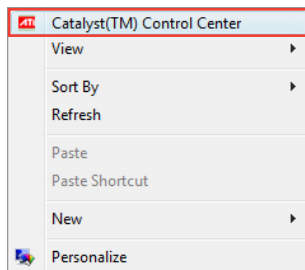 ATI Catalyst(TM) Control Center
View
Sort By
Refresh
Paste
Paste Shortcut
New
Personalize